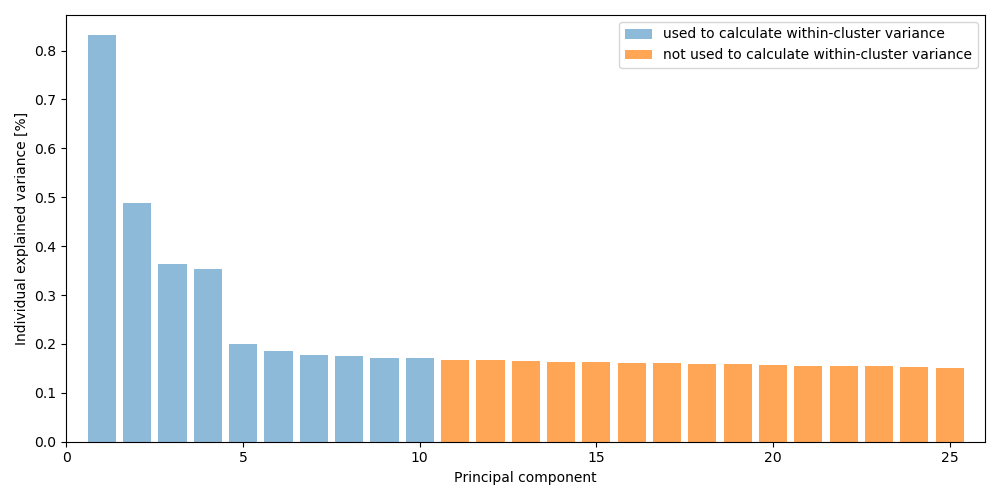 used to calculate within-cluster variance
not used to calculate within-cluster variance
Individual explained variance [%]
0.8
0.7
0.6
0.5
0.4
0.3
0.2
0.1
0.0
0 5 10 15 20 25
Principal component